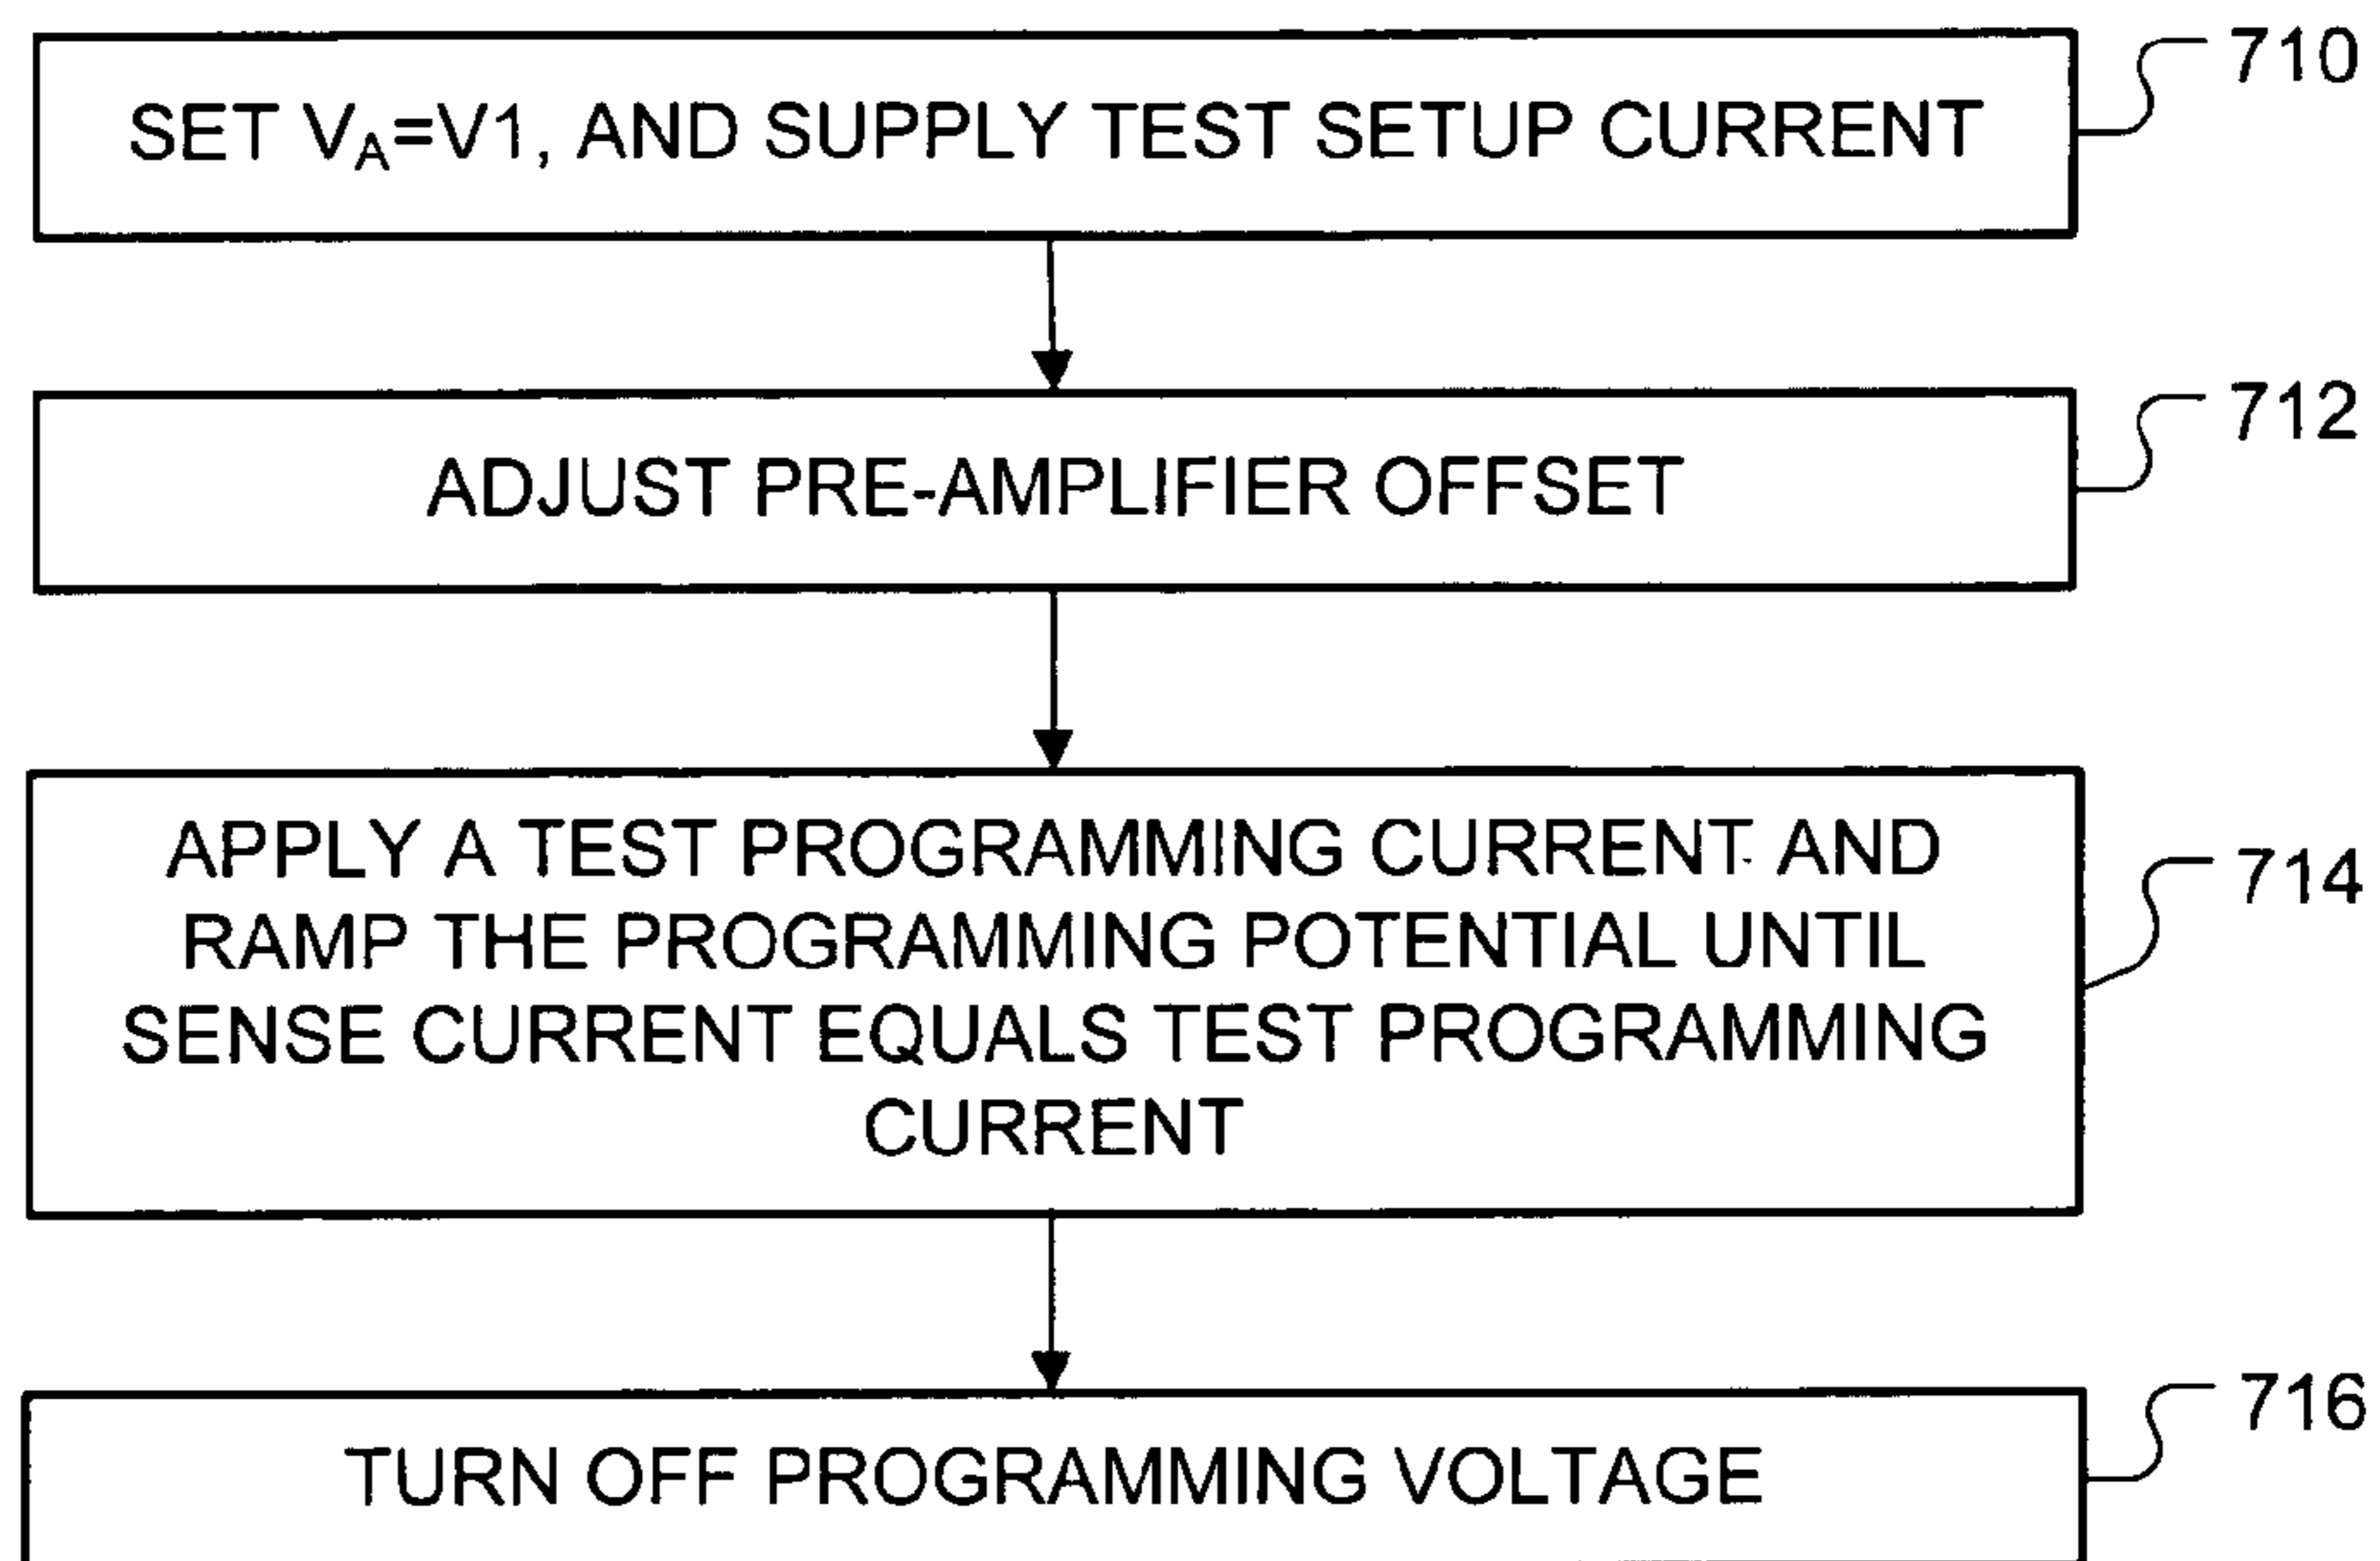 SET VA=V1, AND SUPPLY TEST SETUP CURRENT
710
ADJUST PRE-AMPLIFIER OFFSET
712
APPLY A TEST PROGRAMMING CURRENT AND
RAMP THE PROGRAMMING POTENTIAL UNTIL
SENSE CURRENT EQUALS TEST PROGRAMMING
CURRENT
714
TURN OFF PROGRAMMING VOLTAGE
716